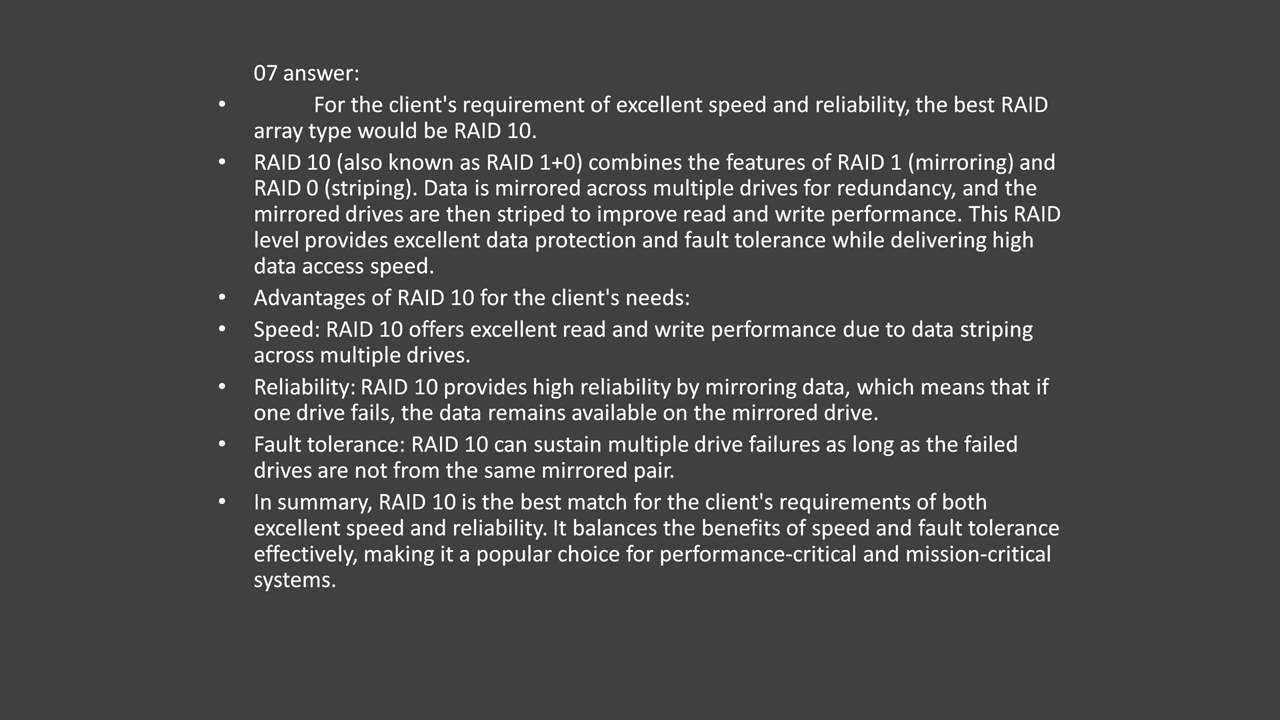 07 answer:
• For the client's requirement of excellent speed and reliability, the best RAID
array type would be RAID 10.
• RAID 10 (also known as RAID 1+0) combines the features of RAID 1 (mirroring) and
RAID 0 (striping). Data is mirrored across multiple drives for redundancy, and the
mirrored drives are then striped to improve read and write performance. This RAID
level provides excellent data protection and fault tolerance while delivering high
data access speed.
• Advantages of RAID 10 for the client's needs:
• Speed: RAID 10 offers excellent read and write performance due to data striping
across multiple drives.
• Reliability: RAID 10 provides high reliability by mirroring data, which means that if
one drive fails, the data remains available on the mirrored drive.
• Fault tolerance: RAID 10 can sustain multiple drive failures as long as the failed
drives are not from the same mirrored pair.
• In summary, RAID 10 is the best match for the client's requirements of both
excellent speed and reliability. It balances the benefits of speed and fault tolerance
effectively, making it a popular choice for performance-critical and mission-critical
systems.